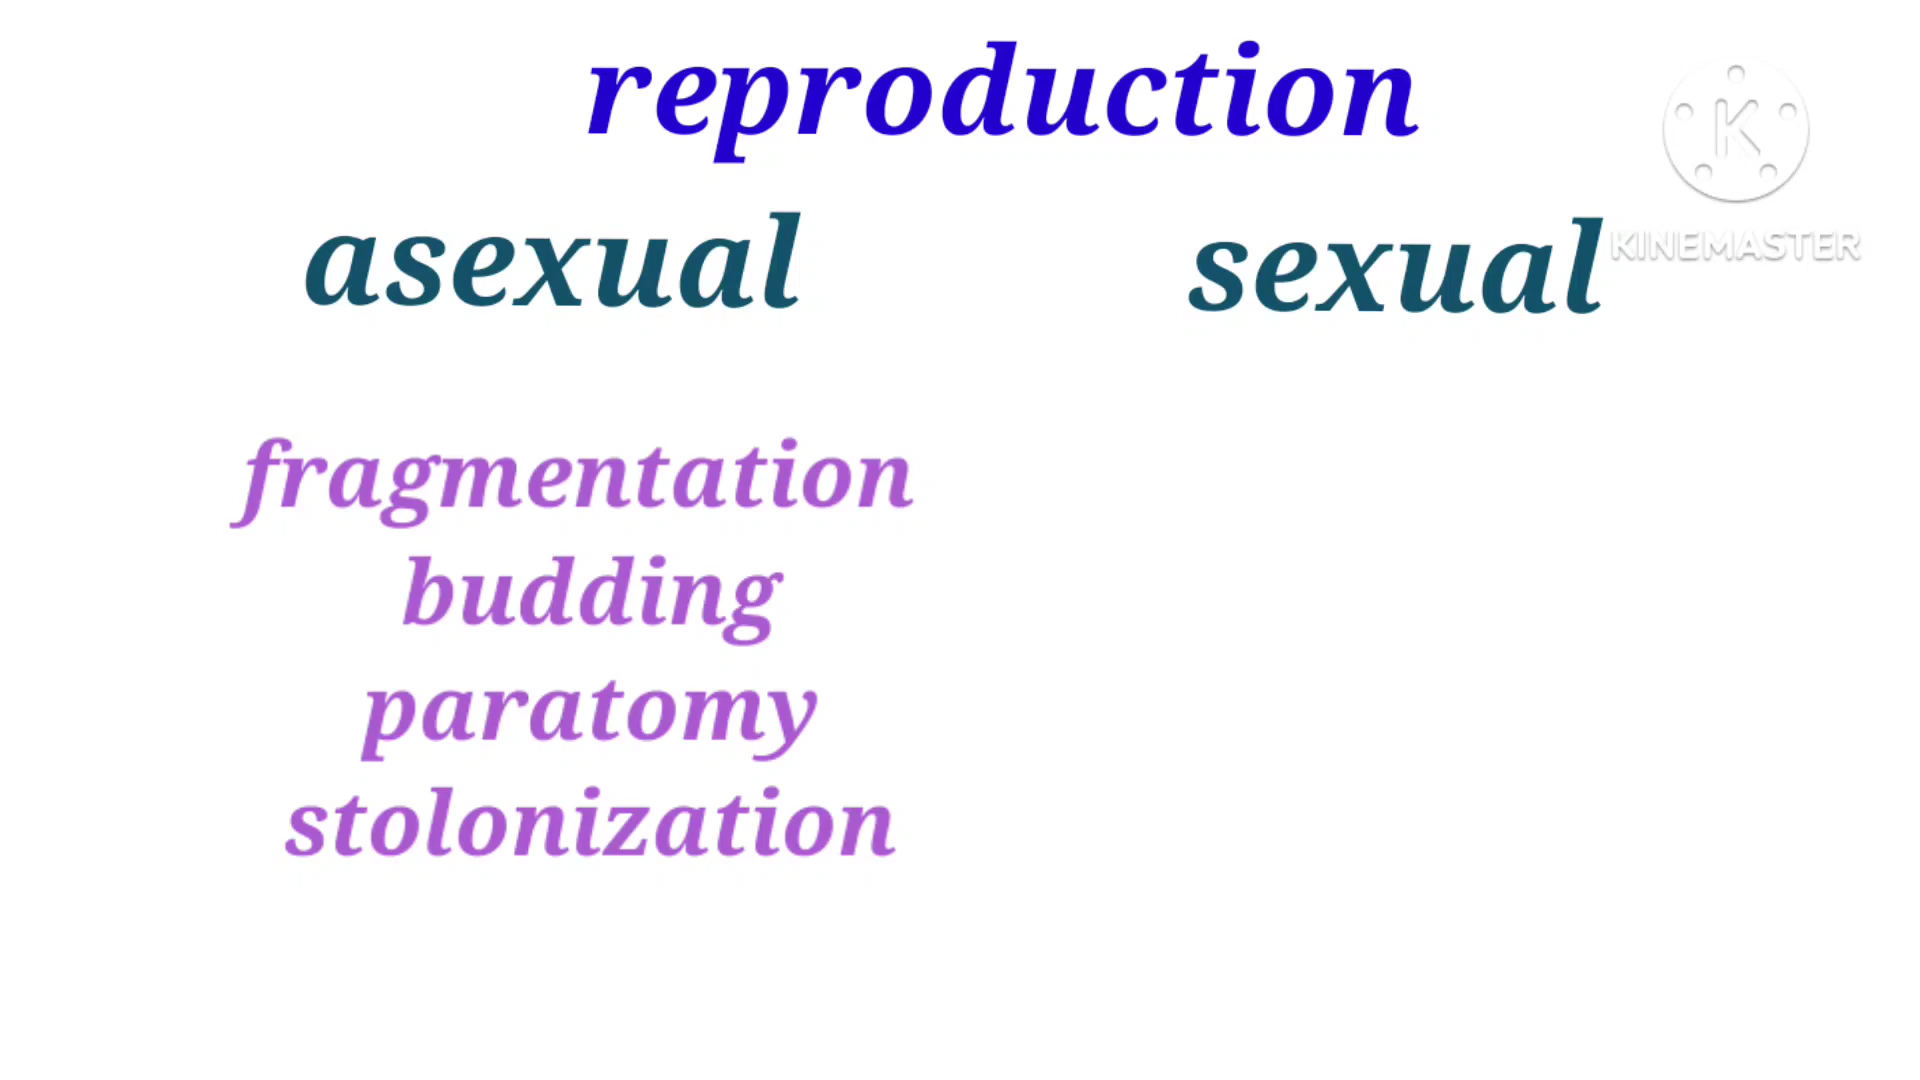 reproduction
asexual sexual
K
KINEMASTER
fragmentation
budding
paratomy
stolonization